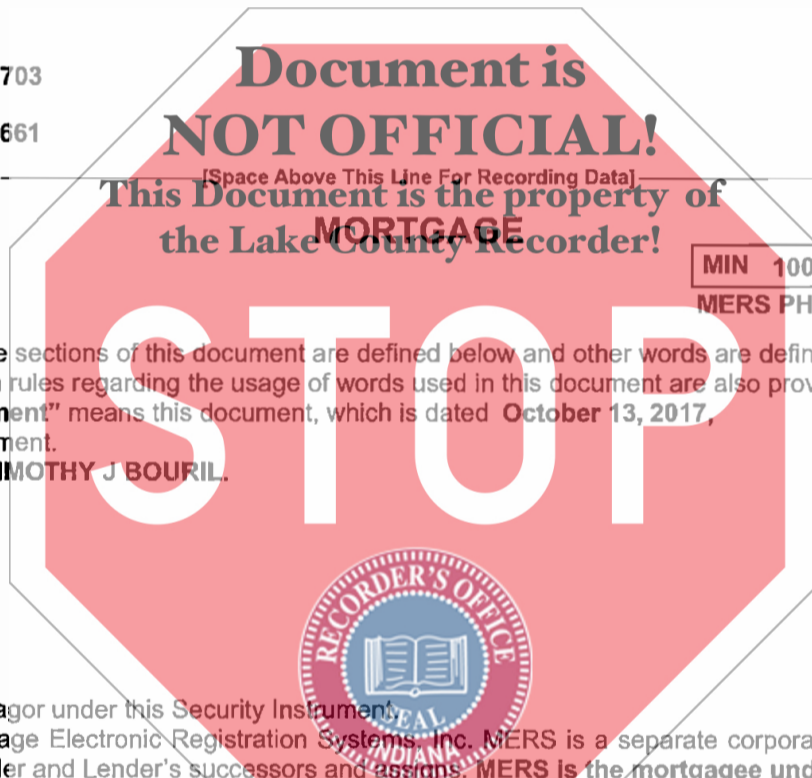 703
Document is
661
NOT OFFICIAL!
[Space Above This Line For Recording Data]
This Document is the property of
MORTGAGE
the Lake County Recorder!
MIN 100
MERS PH
STOP
e sections of this document are defined below and other words are defin
rules regarding the usage of words used in this document are also prov
ment" means this document, which is dated October 13, 2017,
ment.
IMOTHY J BOURIL.
RECORDER'S OFFICE
SEAL
INDIANA
agor under this Security Instrument.
age Electronic Registration Systems, Inc. MERS is a separate corpora
er and Lender's successors and assigns. MERS is the mortgagee und